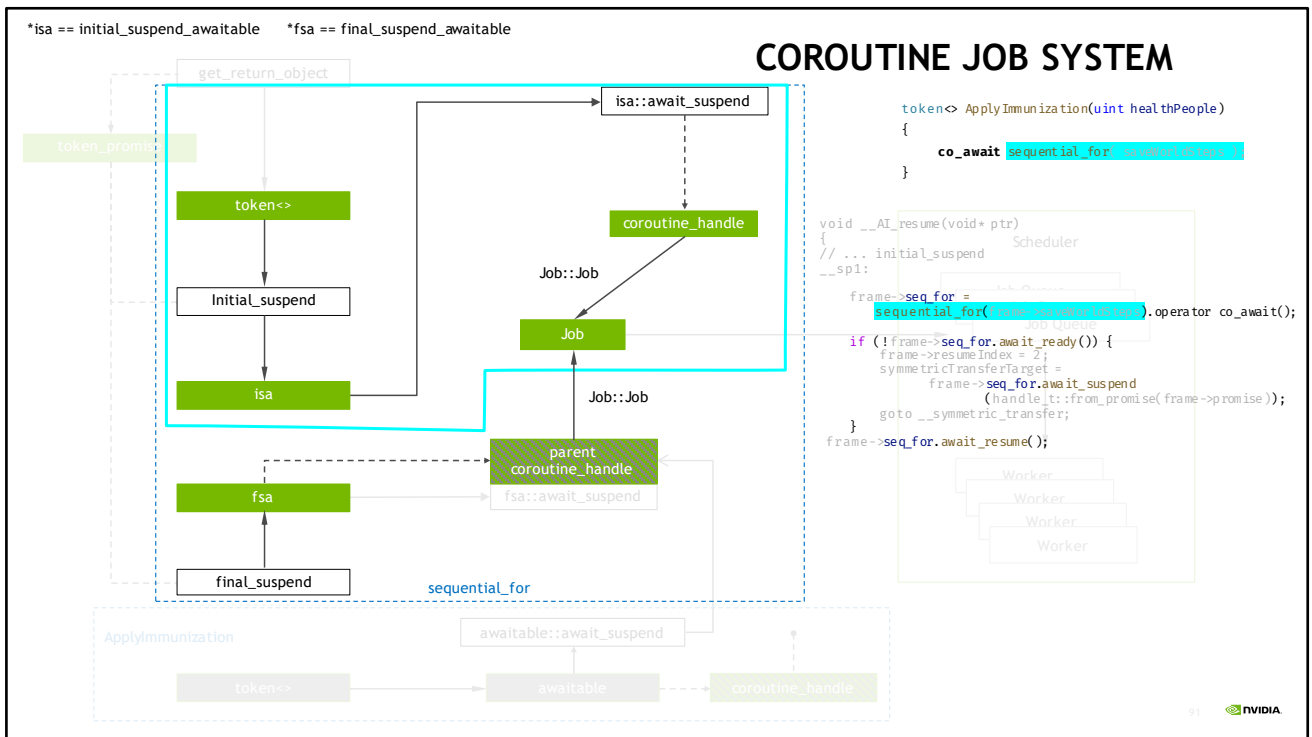 *isa == initial_suspend_awaitable    *fsa == final_suspend_awaitable
COROUTINE JOB SYSTEM
get_return_object
token_promise
token<>
Initial_suspend
isa
isa::await_suspend
coroutine_handle
Job::Job
Job
Job::Job
parent
coroutine_handle
fsa
fsa::await_suspend
final_suspend
sequential_for
ApplyImmunization
awaitable::await_suspend
token<>
awaitable
coroutine_handle
token<> ApplyImmunization(uint healthPeople)
{
co_await sequential_for(
}
void __AI_resume(void* ptr)
{
// ... initial_suspend
__sp1:
frame->seq_for =
sequential_for( ).operator co_await();
if (!frame->seq_for.await_ready()) {
frame->resumeIndex = 2;
symmetricTransferTarget =
frame->seq_for.await_suspend
(handle_t::from_promise(frame->promise));
goto __symmetric_transfer;
}
frame->seq_for.await_resume();
Scheduler
Job Queue
Job Queue
Worker
Worker
Worker
Worker
91
NVIDIA.